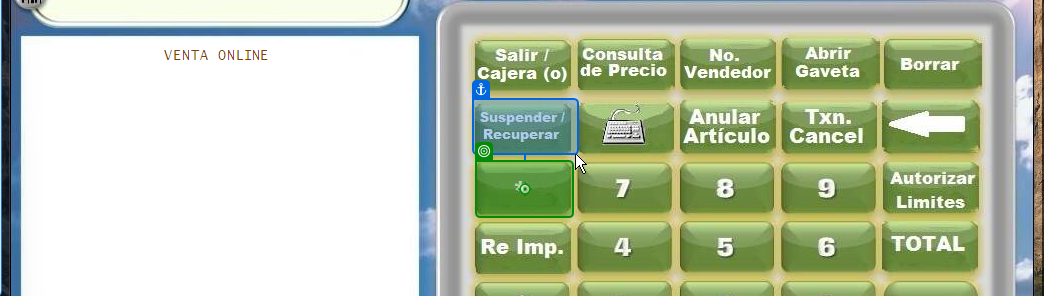 VENTA ONLINE
Salir /
Cajera (o)
Consulta
de Precio
No.
Vendedor
Abrir
Gaveta
Borrar
Suspender /
Recuperar
Anular
Artículo
Txn.
Cancel
7
8
9
Autorizar
Limites
Re Imp.
4
5
6
TOTAL